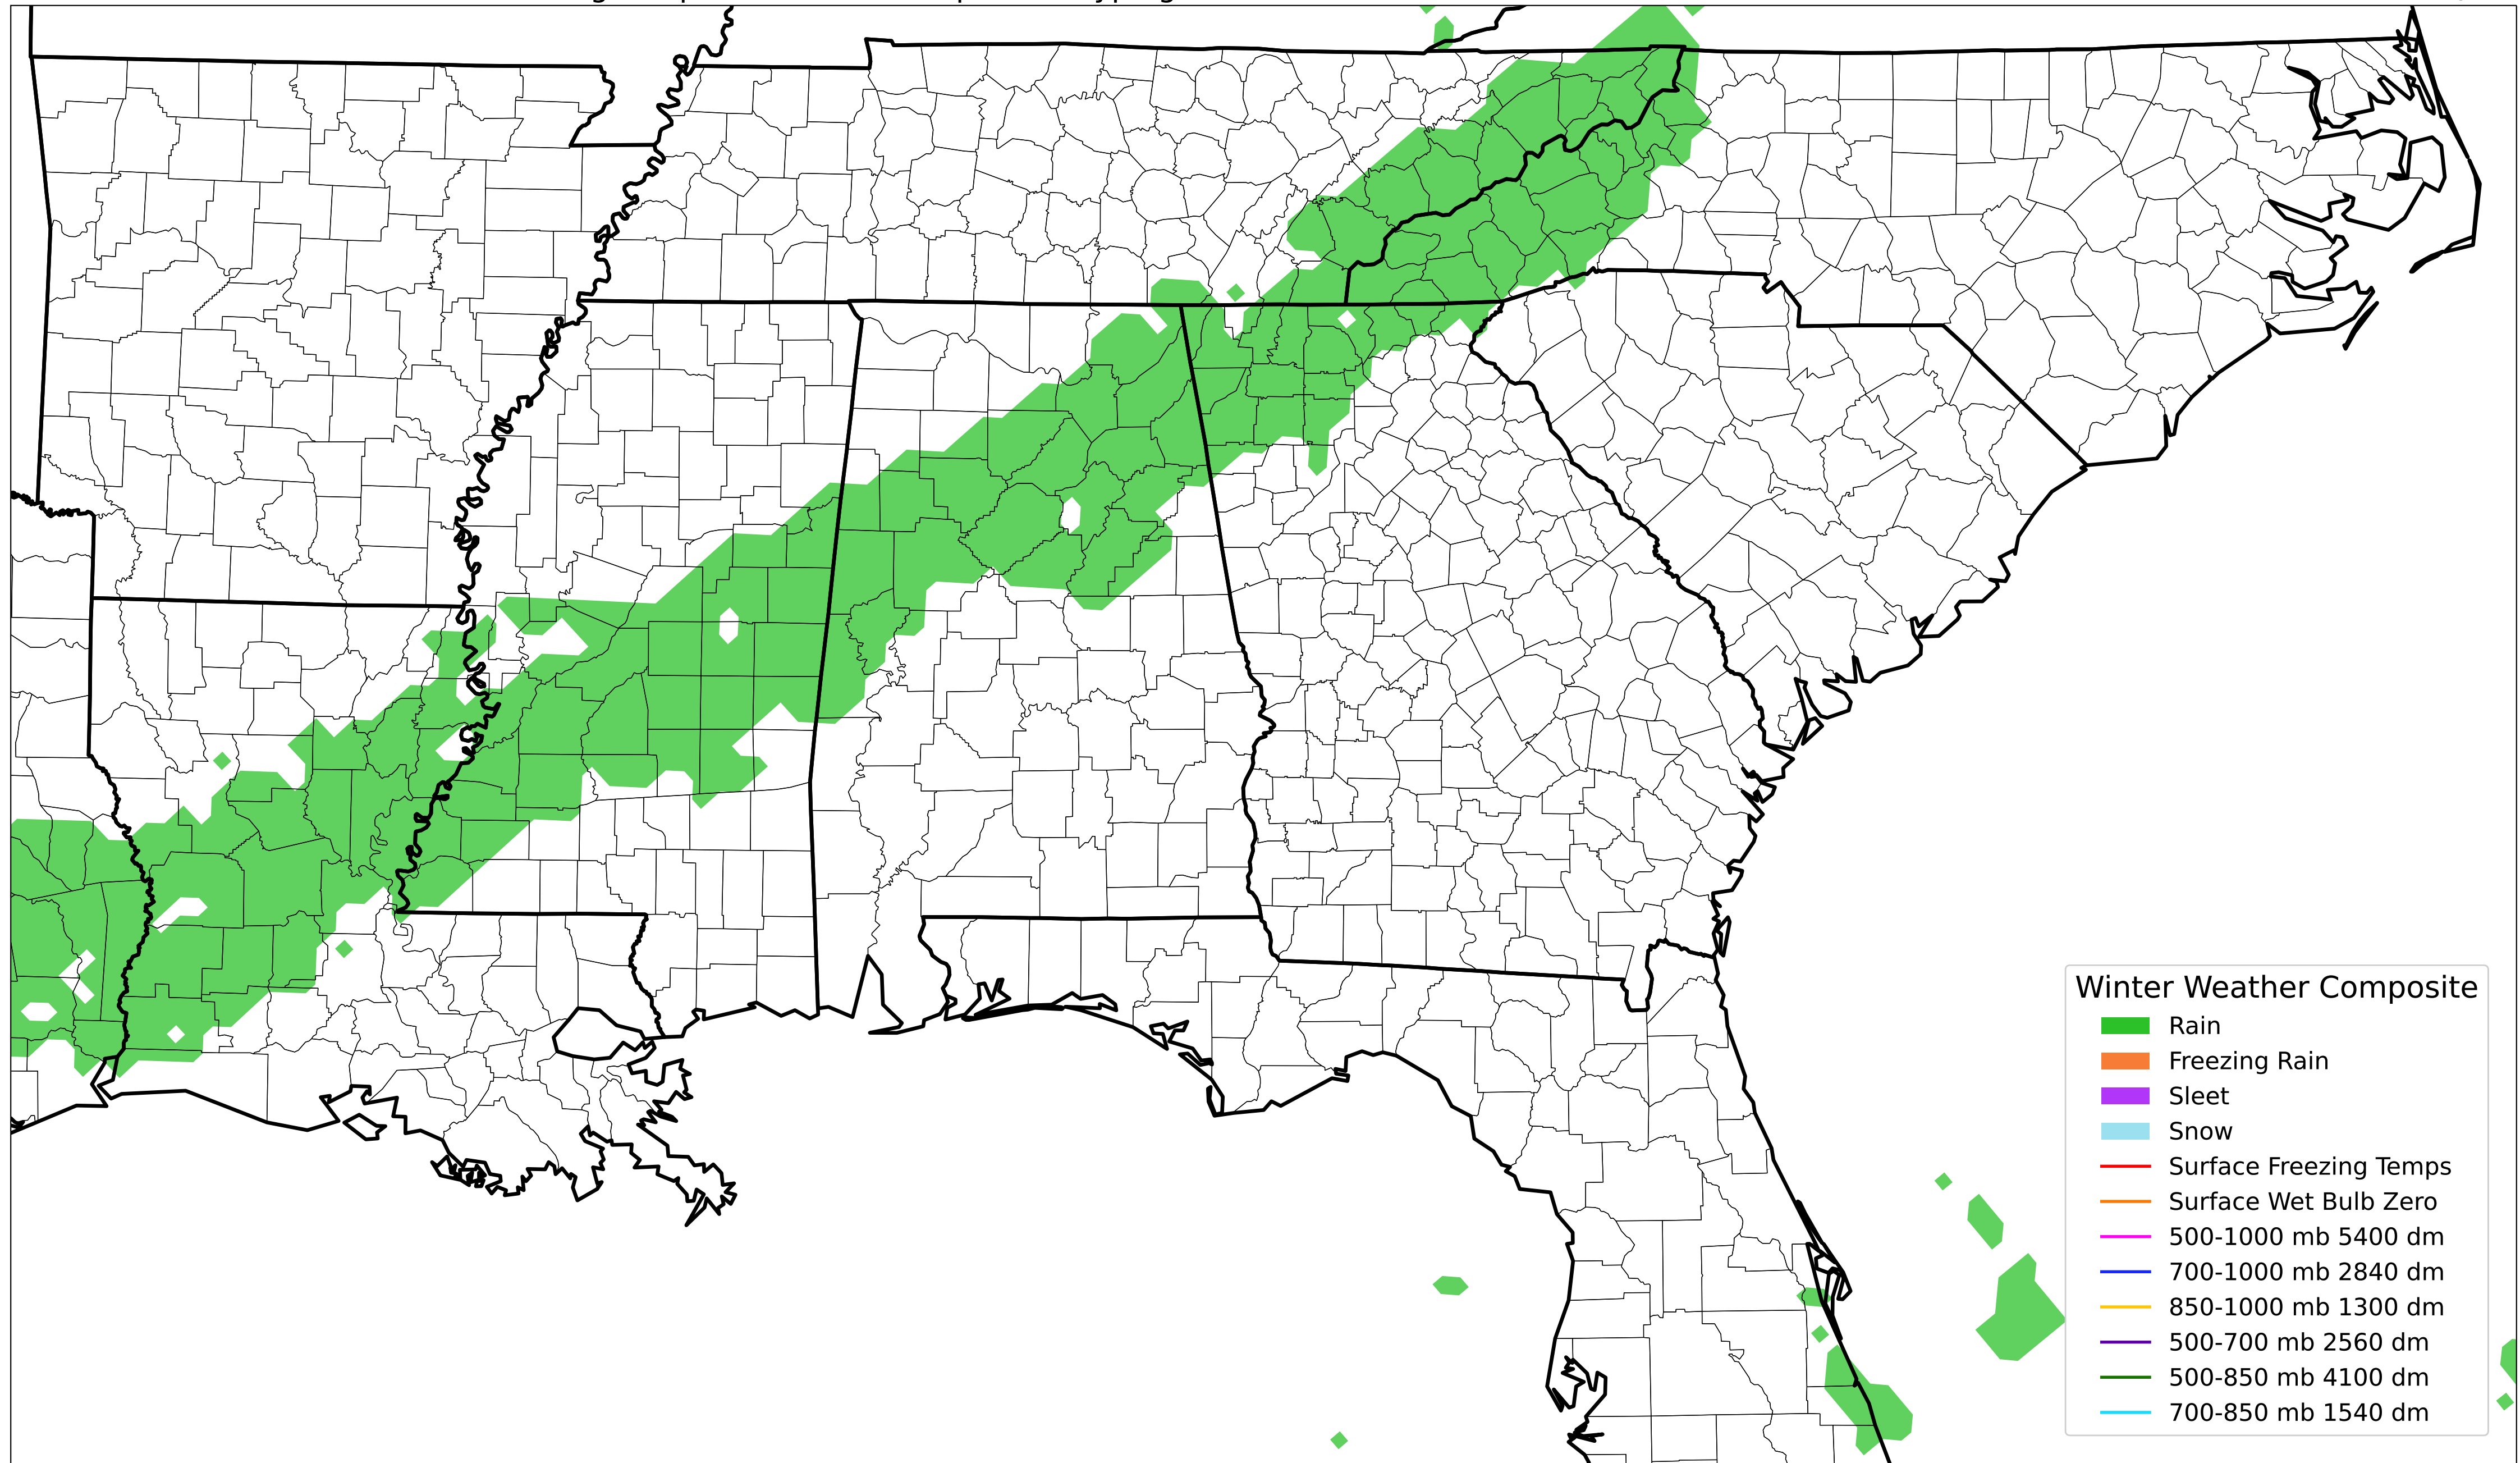 Winter Weather Composite
Rain
Freezing Rain
Sleet
Snow
Surface Freezing Temps
Surface Wet Bulb Zero
500-1000 mb 5400 dm
700-1000 mb 2840 dm
850-1000 mb 1300 dm
500-700 mb 2560 dm
500-850 mb 4100 dm
700-850 mb 1540 dm